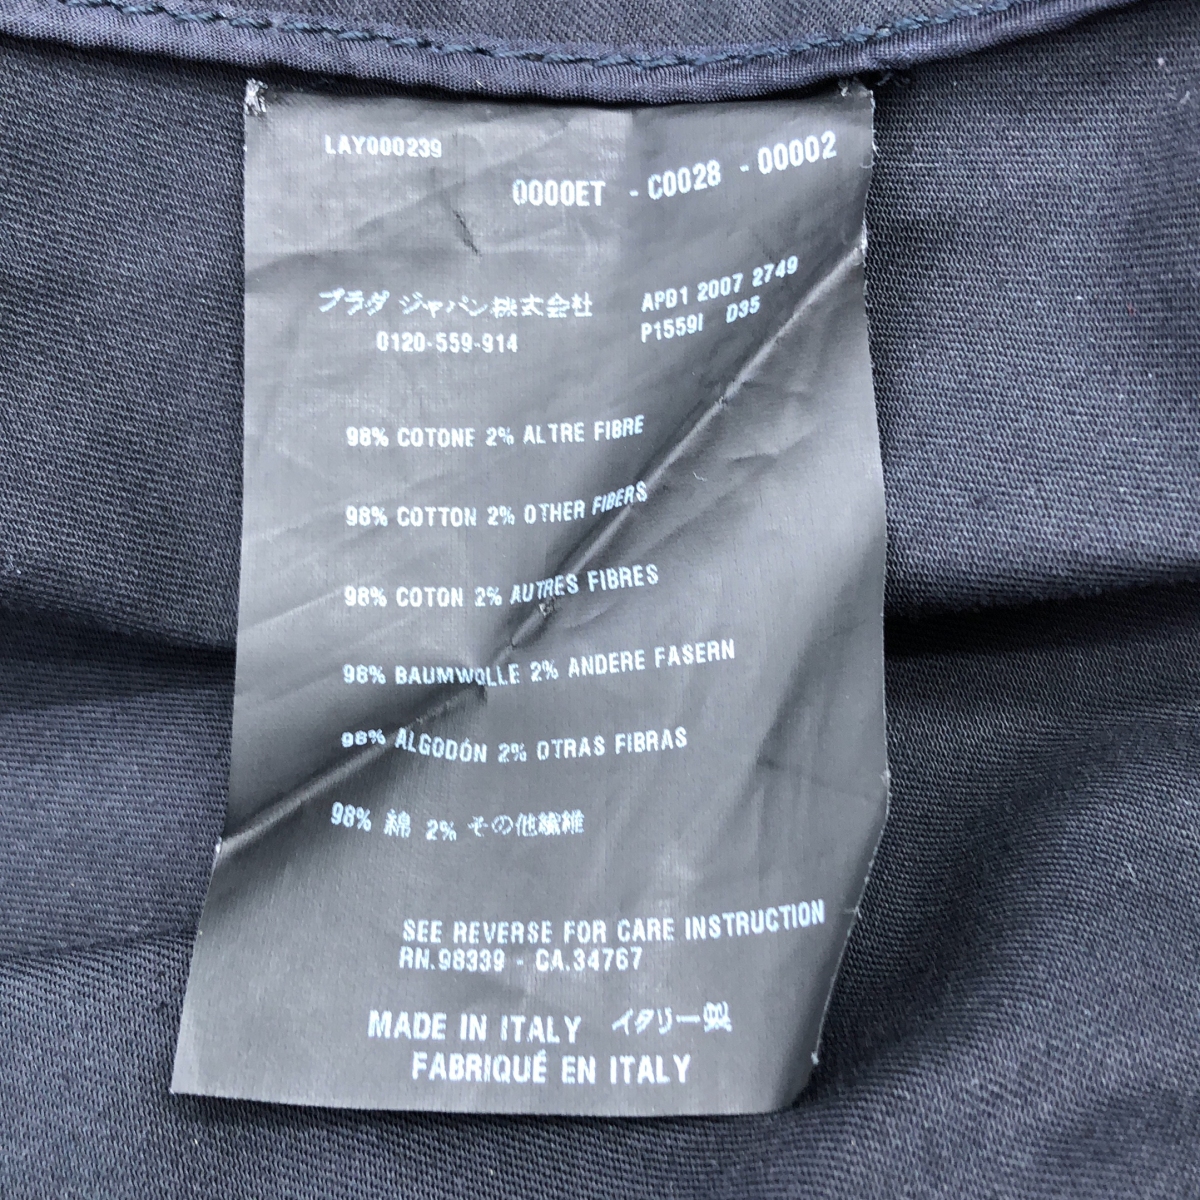 LAY000239
0000ET - C0028 - 00002
プラダ ジャパン株式会社
0120-559-914
APD1 2007 2749
P1559I D35
98% COTONE 2% ALTRE FIBRE
98% COTTON 2% OTHER FIBERS
98% COTON 2% AUTRES FIBRES
98% BAUMWOLLE 2% ANDERE FASERN
98% ALGODÓN 2% OTRAS FIBRAS
98% 綿 2% その他繊維
SEE REVERSE FOR CARE INSTRUCTION
RN.98339 - CA.34767
MADE IN ITALY イタリー製
FABRIQUÉ EN ITALY